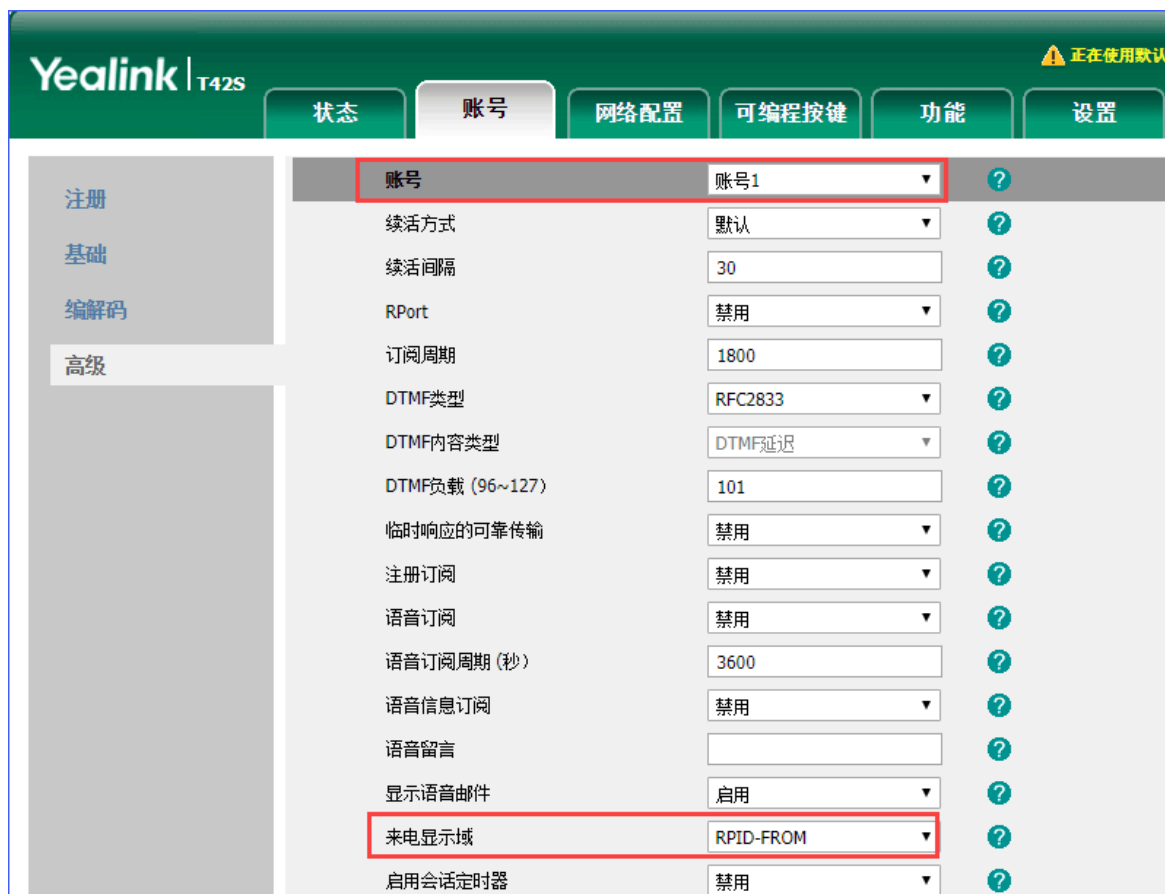 Yealink T42S
正在使用默认
状态 账号 网络配置 可编程按键 功能 设置
注册
基础
编解码
高级
账号 账号1
续活方式 默认
续活间隔 30
RPort 禁用
订阅周期 1800
DTMF类型 RFC2833
DTMF内容类型 DTMF延迟
DTMF负载 (96~127) 101
临时响应的可靠传输 禁用
注册订阅 禁用
语音订阅 禁用
语音订阅周期(秒) 3600
语音信息订阅 禁用
语音留言
显示语音邮件 启用
来电显示域 RPID-FROM
启用会话定时器 禁用